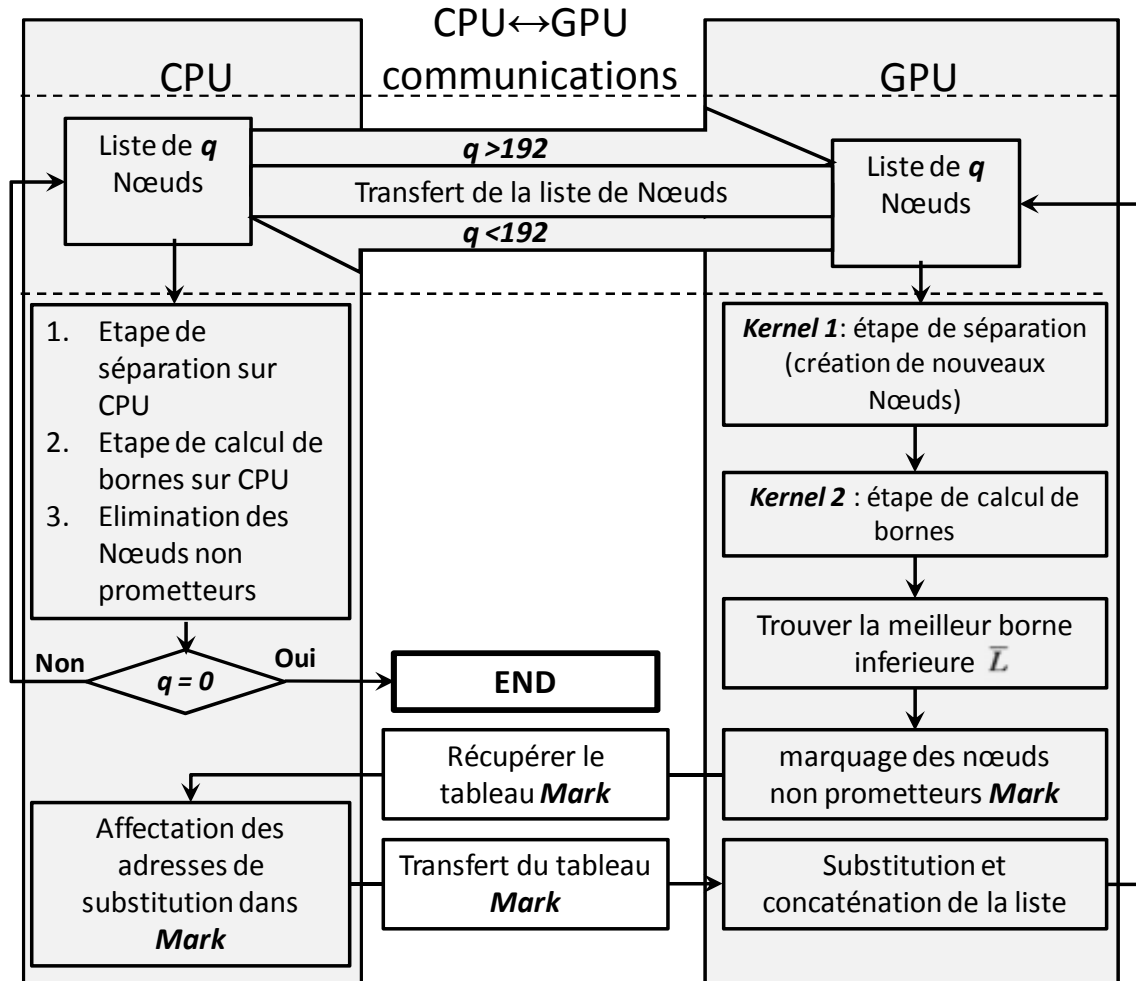 CPU↔GPU
communications
CPU
GPU
Liste de q
Nœuds
q >192
Transfert de la liste de Nœuds
q <192
Liste de q
Nœuds
1. Etape de
séparation sur
CPU
2. Etape de calcul de
bornes sur CPU
3. Elimination des
Nœuds non
prometteurs
Kernel 1: étape de séparation
(création de nouveaux
Nœuds)
Kernel 2 : étape de calcul de
bornes
Trouver la meilleur borne
inferieure L̅
Non
q = 0
Oui
END
Récupérer le
tableau Mark
marquage des nœuds
non prometteurs Mark
Affectation des
adresses de
substitution dans
Mark
Transfert du tableau
Mark
Substitution et
concaténation de la liste